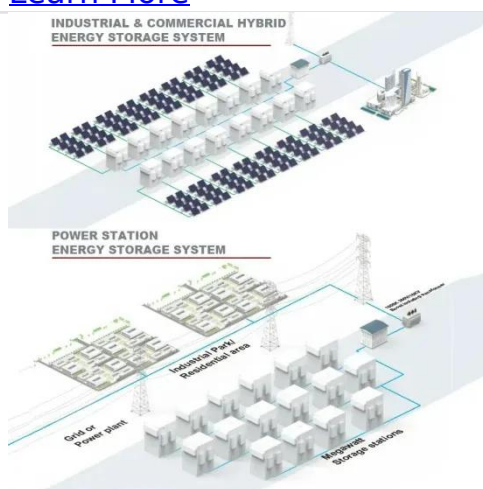 Learn More
INDUSTRIAL & COMMERCIAL HYBRID
ENERGY STORAGE SYSTEM
POWER STATION
ENERGY STORAGE SYSTEM
Industrial Park/
Residential area
Grid or
Power plant
Megawatt
Storage stations